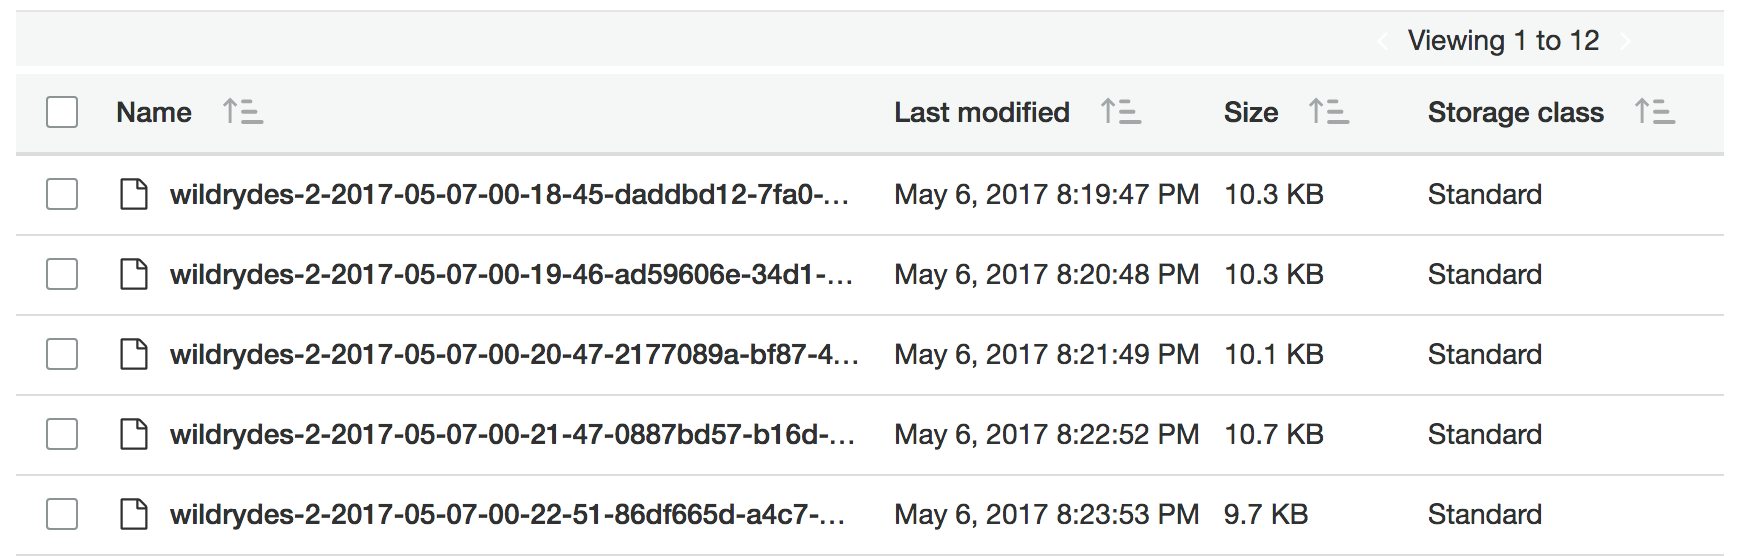 Viewing 1 to 12
Name Last modified Size Storage class
wildrydes-2-2017-05-07-00-18-45-daddbd12-7fa0-... May 6, 2017 8:19:47 PM 10.3 KB Standard
wildrydes-2-2017-05-07-00-19-46-ad59606e-34d1-... May 6, 2017 8:20:48 PM 10.3 KB Standard
wildrydes-2-2017-05-07-00-20-47-2177089a-bf87-4... May 6, 2017 8:21:49 PM 10.1 KB Standard
wildrydes-2-2017-05-07-00-21-47-0887bd57-b16d-... May 6, 2017 8:22:52 PM 10.7 KB Standard
wildrydes-2-2017-05-07-00-22-51-86df665d-a4c7-... May 6, 2017 8:23:53 PM 9.7 KB Standard